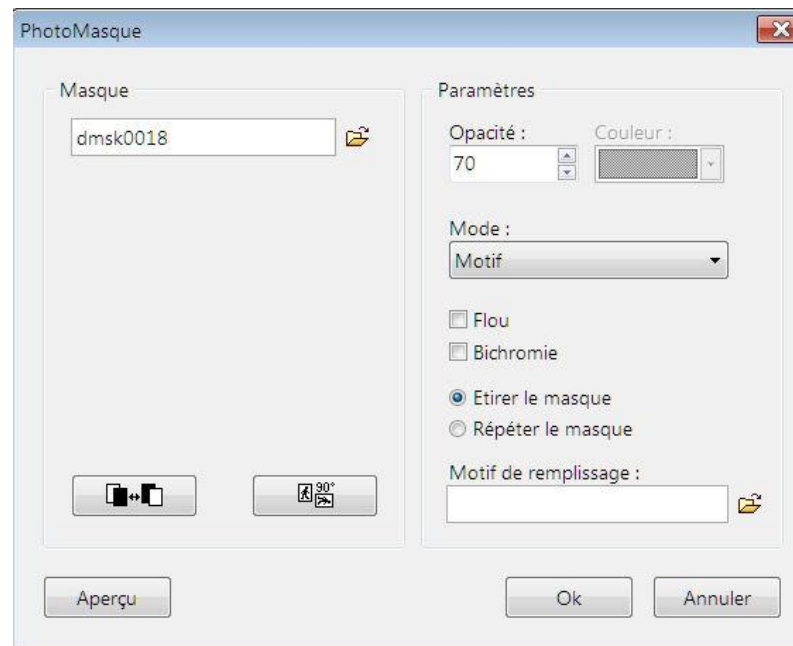 PhotoMasque
Masque
dmsk0018
Paramètres
Opacité :
Couleur :
70
Mode :
Motif
Flou
Bichromie
Etirer le masque
Répéter le masque
Motif de remplissage :
90°
Aperçu
Ok
Annuler